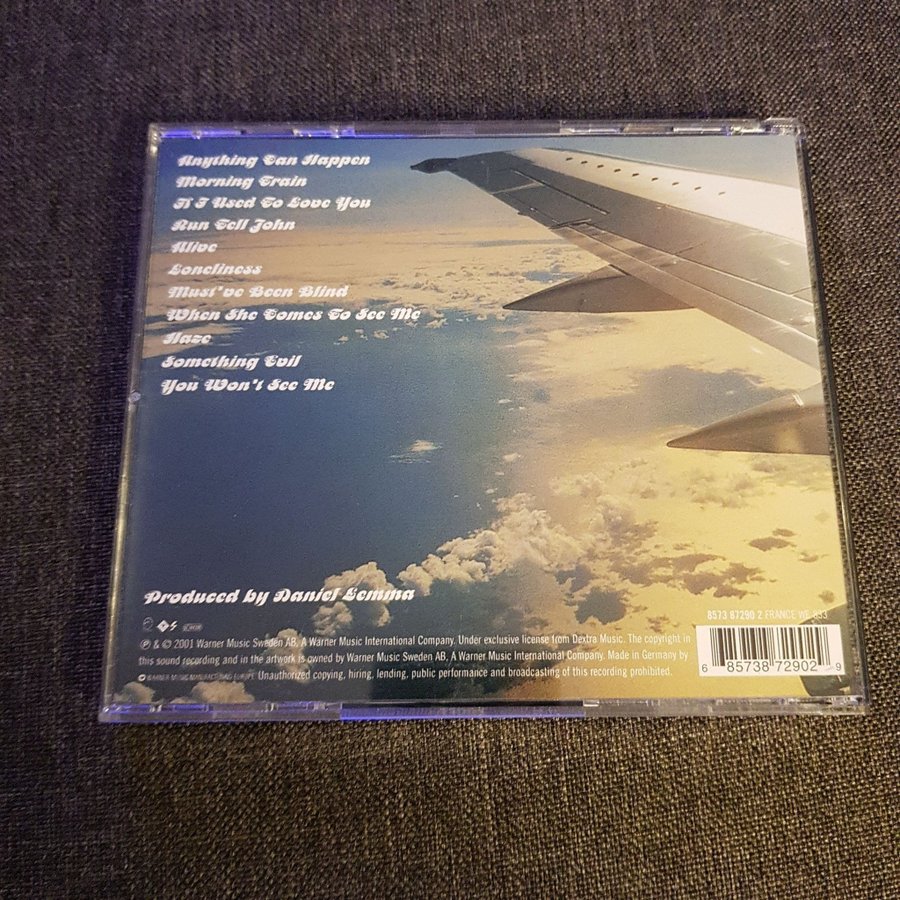 Anything Can Happen
Morning Train
If I Used To Love You
Run Tell John
Alive
Loneliness
Must've Been Blind
When She Comes To See Me
Haze
Something Evil
You Won't See Me
Produced by Daniel Lemma
8573 87290 2 FRANCE WE 833
℗ & © 2001 Warner Music Sweden AB, A Warner Music International Company. Under exclusive license from Dextra Music. The copyright in
this sound recording and in the artwork is owned by Warner Music Sweden AB, A Warner Music International Company. Made in Germany by
WARNER MUSIC MANUFACTURING EUROPE. Unauthorized copying, hiring, lending, public performance and broadcasting of this recording prohibited.
6 85738 72902 9